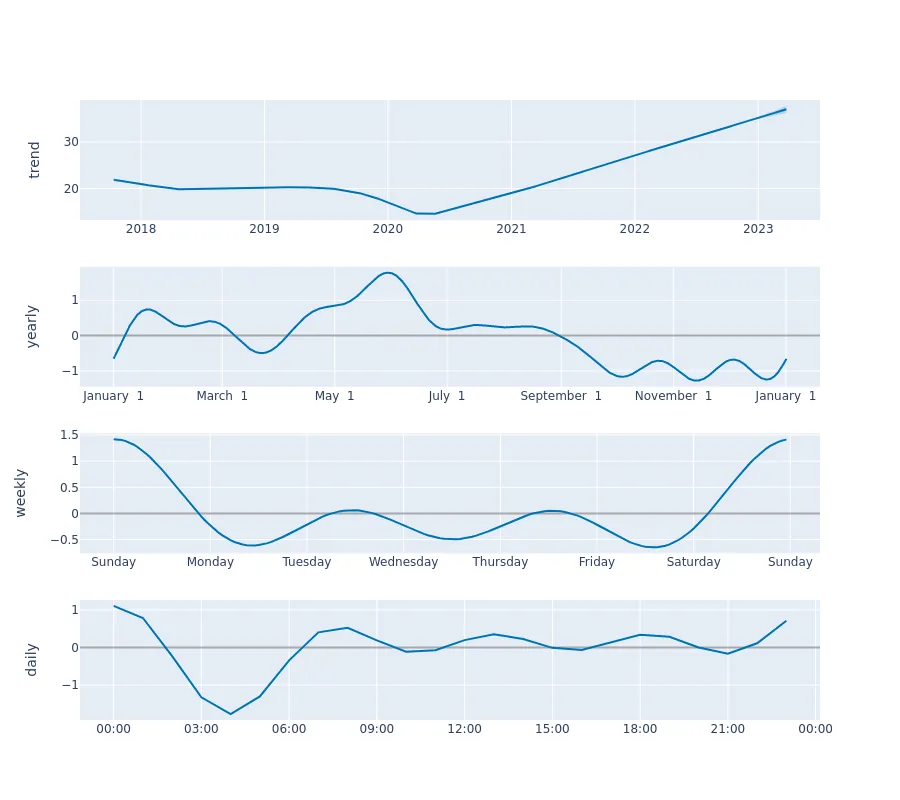 trend
30
20
2018 2019 2020 2021 2022 2023
yearly
1
0
−1
January 1 March 1 May 1 July 1 September 1 November 1 January 1
weekly
1.5
1
0.5
0
−0.5
Sunday Monday Tuesday Wednesday Thursday Friday Saturday Sunday
daily
1
0
−1
00:00 03:00 06:00 09:00 12:00 15:00 18:00 21:00 00:00